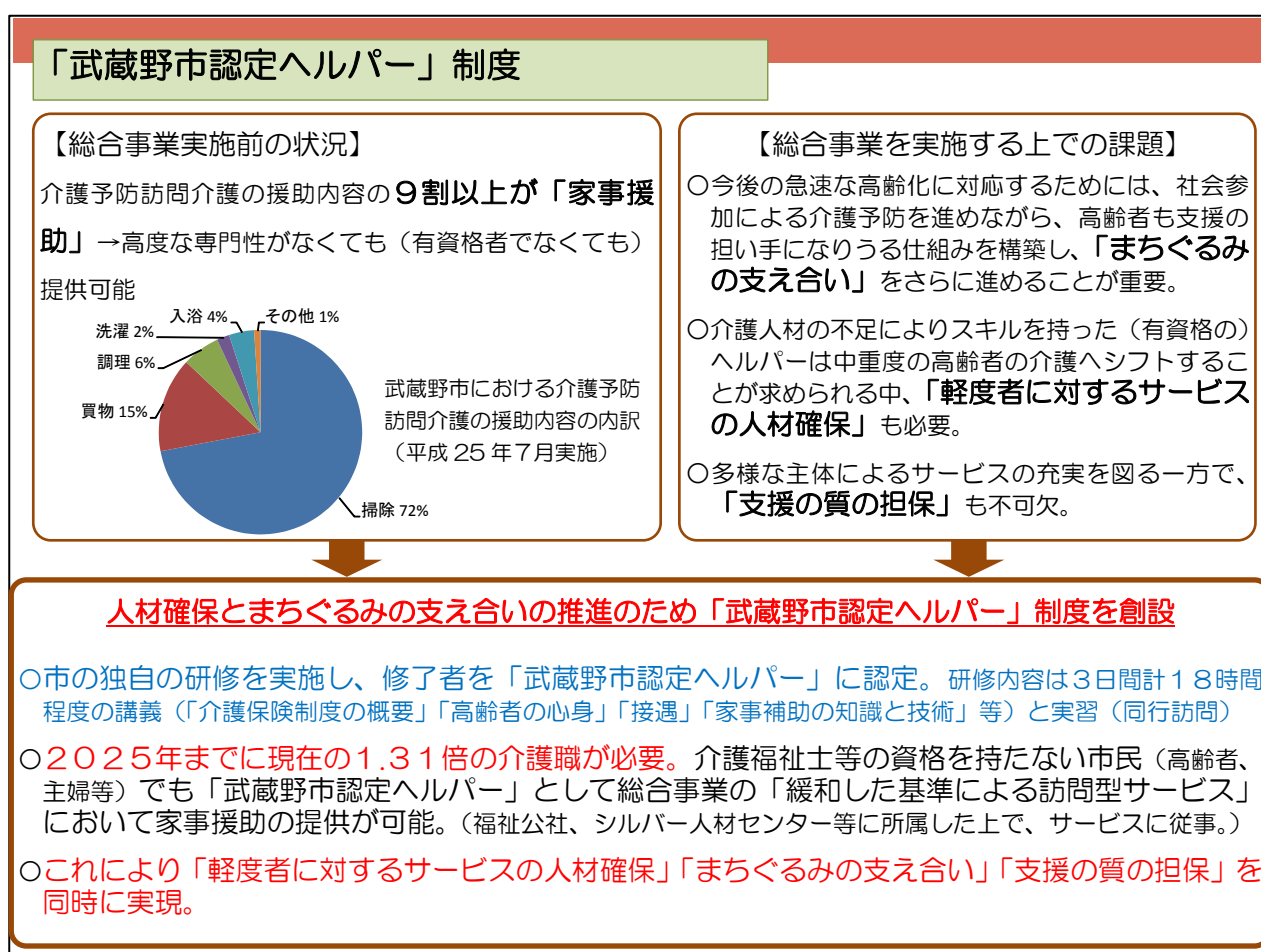 「武蔵野市認定ヘルパー」制度
【総合事業実施前の状況】
介護予防訪問介護の援助内容の９割以上が「家事援
助」→高度な専門性がなくても（有資格者でなくても）
提供可能
入浴 4%
その他 1%
洗濯 2%
調理 6%
買物 15%
掃除 72%
武蔵野市における介護予防
訪問介護の援助内容の内訳
（平成 25 年７月実施）
【総合事業を実施する上での課題】
○今後の急速な高齢化に対応するためには、社会参
加による介護予防を進めながら、高齢者も支援の
担い手になりうる仕組みを構築し、「まちぐるみ
の支え合い」をさらに進めることが重要。
○介護人材の不足によりスキルを持った（有資格の）
ヘルパーは中重度の高齢者の介護へシフトするこ
とが求められる中、「軽度者に対するサービス
の人材確保」も必要。
○多様な主体によるサービスの充実を図る一方で、
「支援の質の担保」も不可欠。
人材確保とまちぐるみの支え合いの推進のため「武蔵野市認定ヘルパー」制度を創設
○市の独自の研修を実施し、修了者を「武蔵野市認定ヘルパー」に認定。研修内容は３日間計１８時間
程度の講義（「介護保険制度の概要」「高齢者の心身」「接遇」「家事補助の知識と技術」等）と実習（同行訪問）
○２０２５年までに現在の１.３１倍の介護職が必要。介護福祉士等の資格を持たない市民（高齢者、
主婦等）でも「武蔵野市認定ヘルパー」として総合事業の「緩和した基準による訪問型サービス」
において家事援助の提供が可能。（福祉公社、シルバー人材センター等に所属した上で、サービスに従事。）
○これにより「軽度者に対するサービスの人材確保」「まちぐるみの支え合い」「支援の質の担保」を
同時に実現。